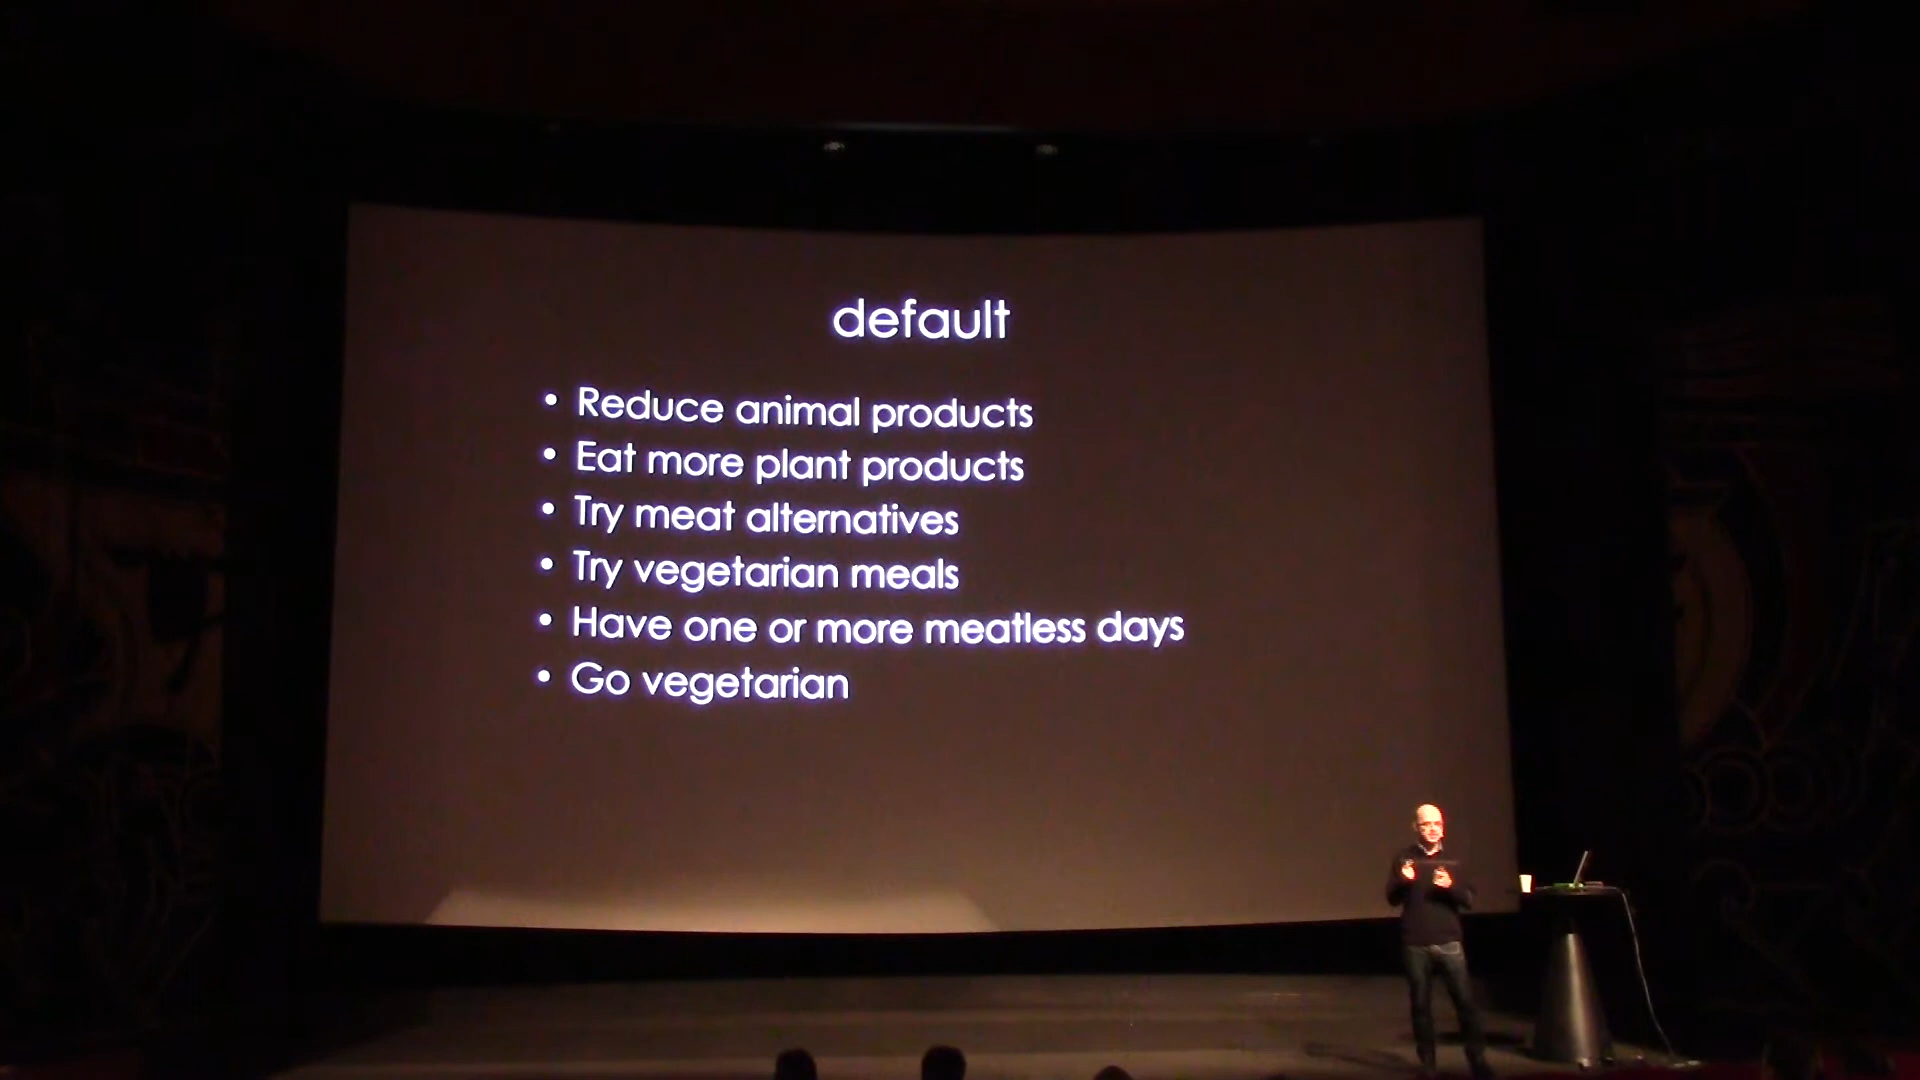 default
• Reduce animal products
• Eat more plant products
• Try meat alternatives
• Try vegetarian meals
• Have one or more meatless days
• Go vegetarian